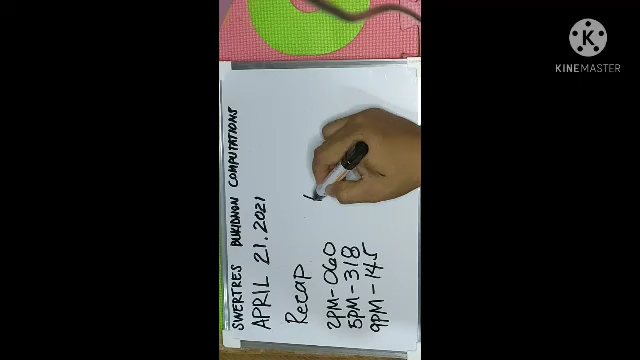 SWERTRES BUKIDNON COMPUTATIONS
APRIL 21, 2021
Recap
2PM - 060
5PM - 318
9PM - 145
KINEMASTER